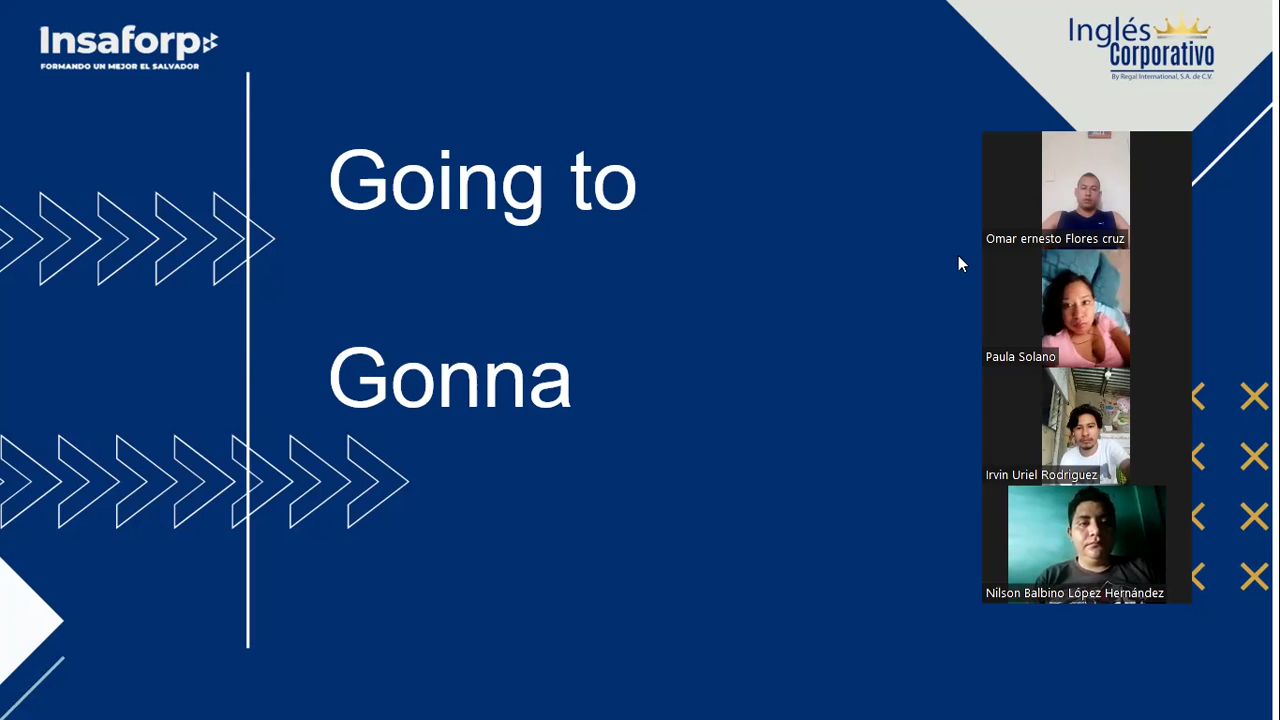 Insaforp
FORMANDO UN MEJOR EL SALVADOR
Inglés
Corporativo
By Regal International, S.A. de C.V.
Going to
Gonna
Omar ernesto Flores cruz
Paula Solano
Irvin Uriel Rodriguez
Nilson Balbino López Hernández